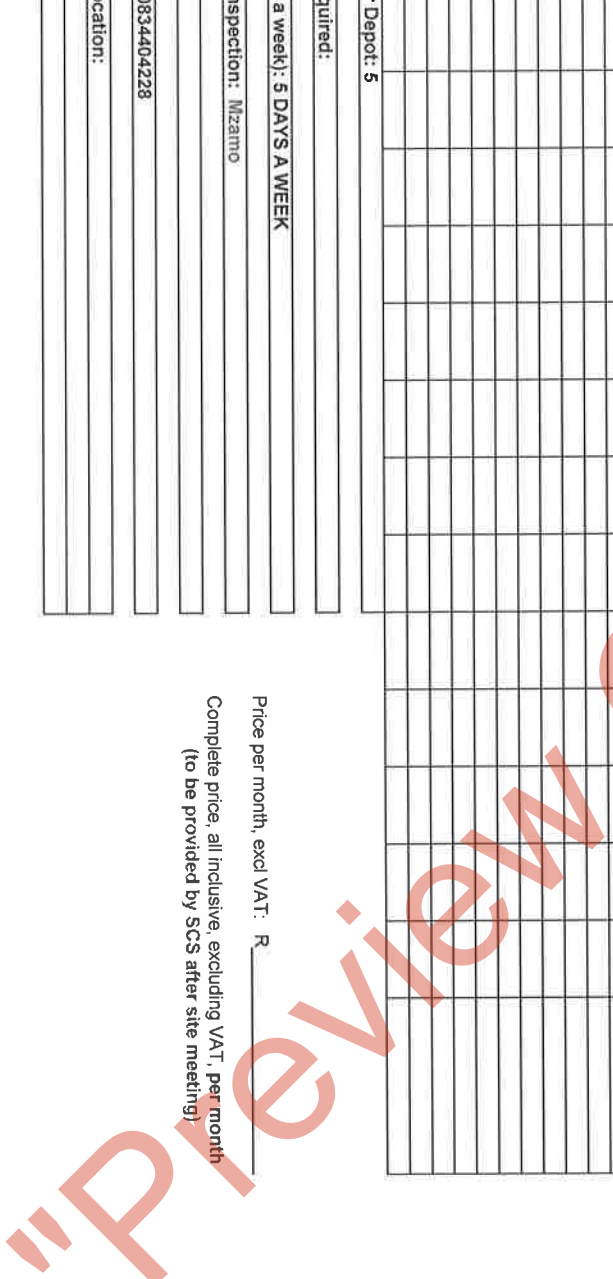 Depot: 5
quired:
a week): 5 DAYS A WEEK
nspection: Mzamo
0834404228
cation:
Price per month, excl VAT: R
Complete price, all inclusive, excluding VAT, per month
(to be provided by SCS after site meeting)
"Preview